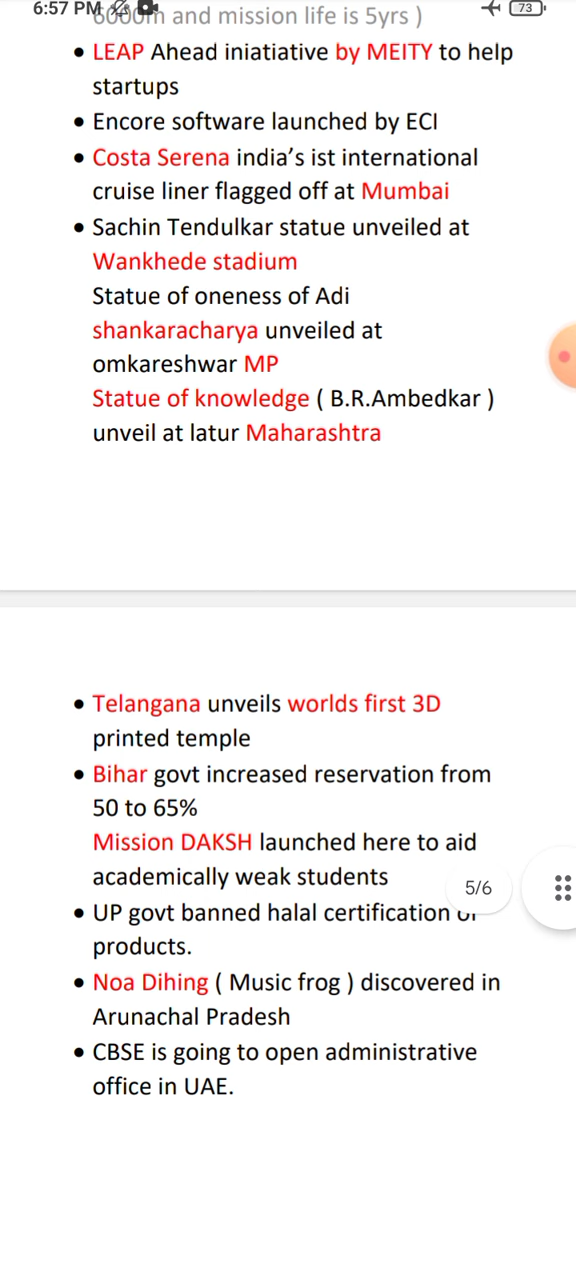 6:57 PM
73
6000m and mission life is 5yrs )
• LEAP Ahead iniatiative by MEITY to help
startups
• Encore software launched by ECI
• Costa Serena india's ist international
cruise liner flagged off at Mumbai
• Sachin Tendulkar statue unveiled at
Wankhede stadium
Statue of oneness of Adi
shankaracharya unveiled at
omkareshwar MP
Statue of knowledge ( B.R.Ambedkar )
unveil at latur Maharashtra
• Telangana unveils worlds first 3D
printed temple
• Bihar govt increased reservation from
50 to 65%
Mission DAKSH launched here to aid
academically weak students
5/6
• UP govt banned halal certification
products.
• Noa Dihing ( Music frog ) discovered in
Arunachal Pradesh
• CBSE is going to open administrative
office in UAE.